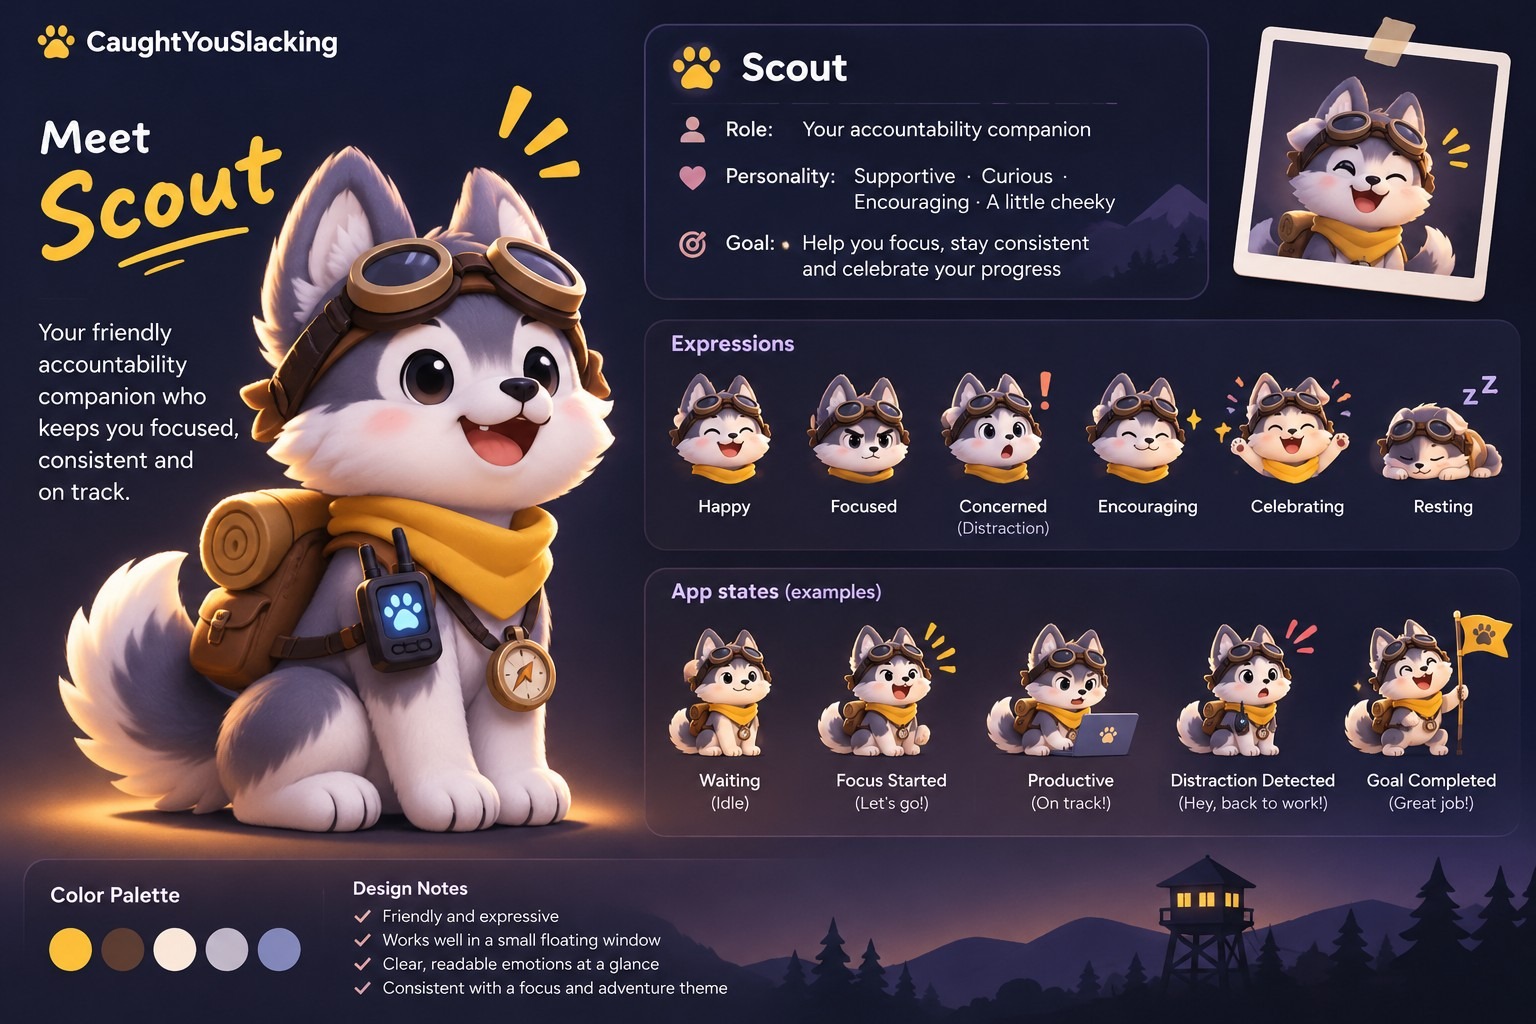 CaughtYouSlacking
Meet
Scout
Your friendly
accountability
companion who
keeps you focused,
consistent and
on track.
Scout
Role: Your accountability companion
Personality: Supportive · Curious ·
Encouraging · A little cheeky
Goal: Help you focus, stay consistent
and celebrate your progress
Expressions
!
z z
Happy
Focused
Concerned
(Distraction)
Encouraging
Celebrating
Resting
App states (examples)
Waiting
(Idle)
Focus Started
(Let's go!)
Productive
(On track!)
Distraction Detected
(Hey, back to work!)
Goal Completed
(Great job!)
Color Palette
Design Notes
✓ Friendly and expressive
✓ Works well in a small floating window
✓ Clear, readable emotions at a glance
✓ Consistent with a focus and adventure theme